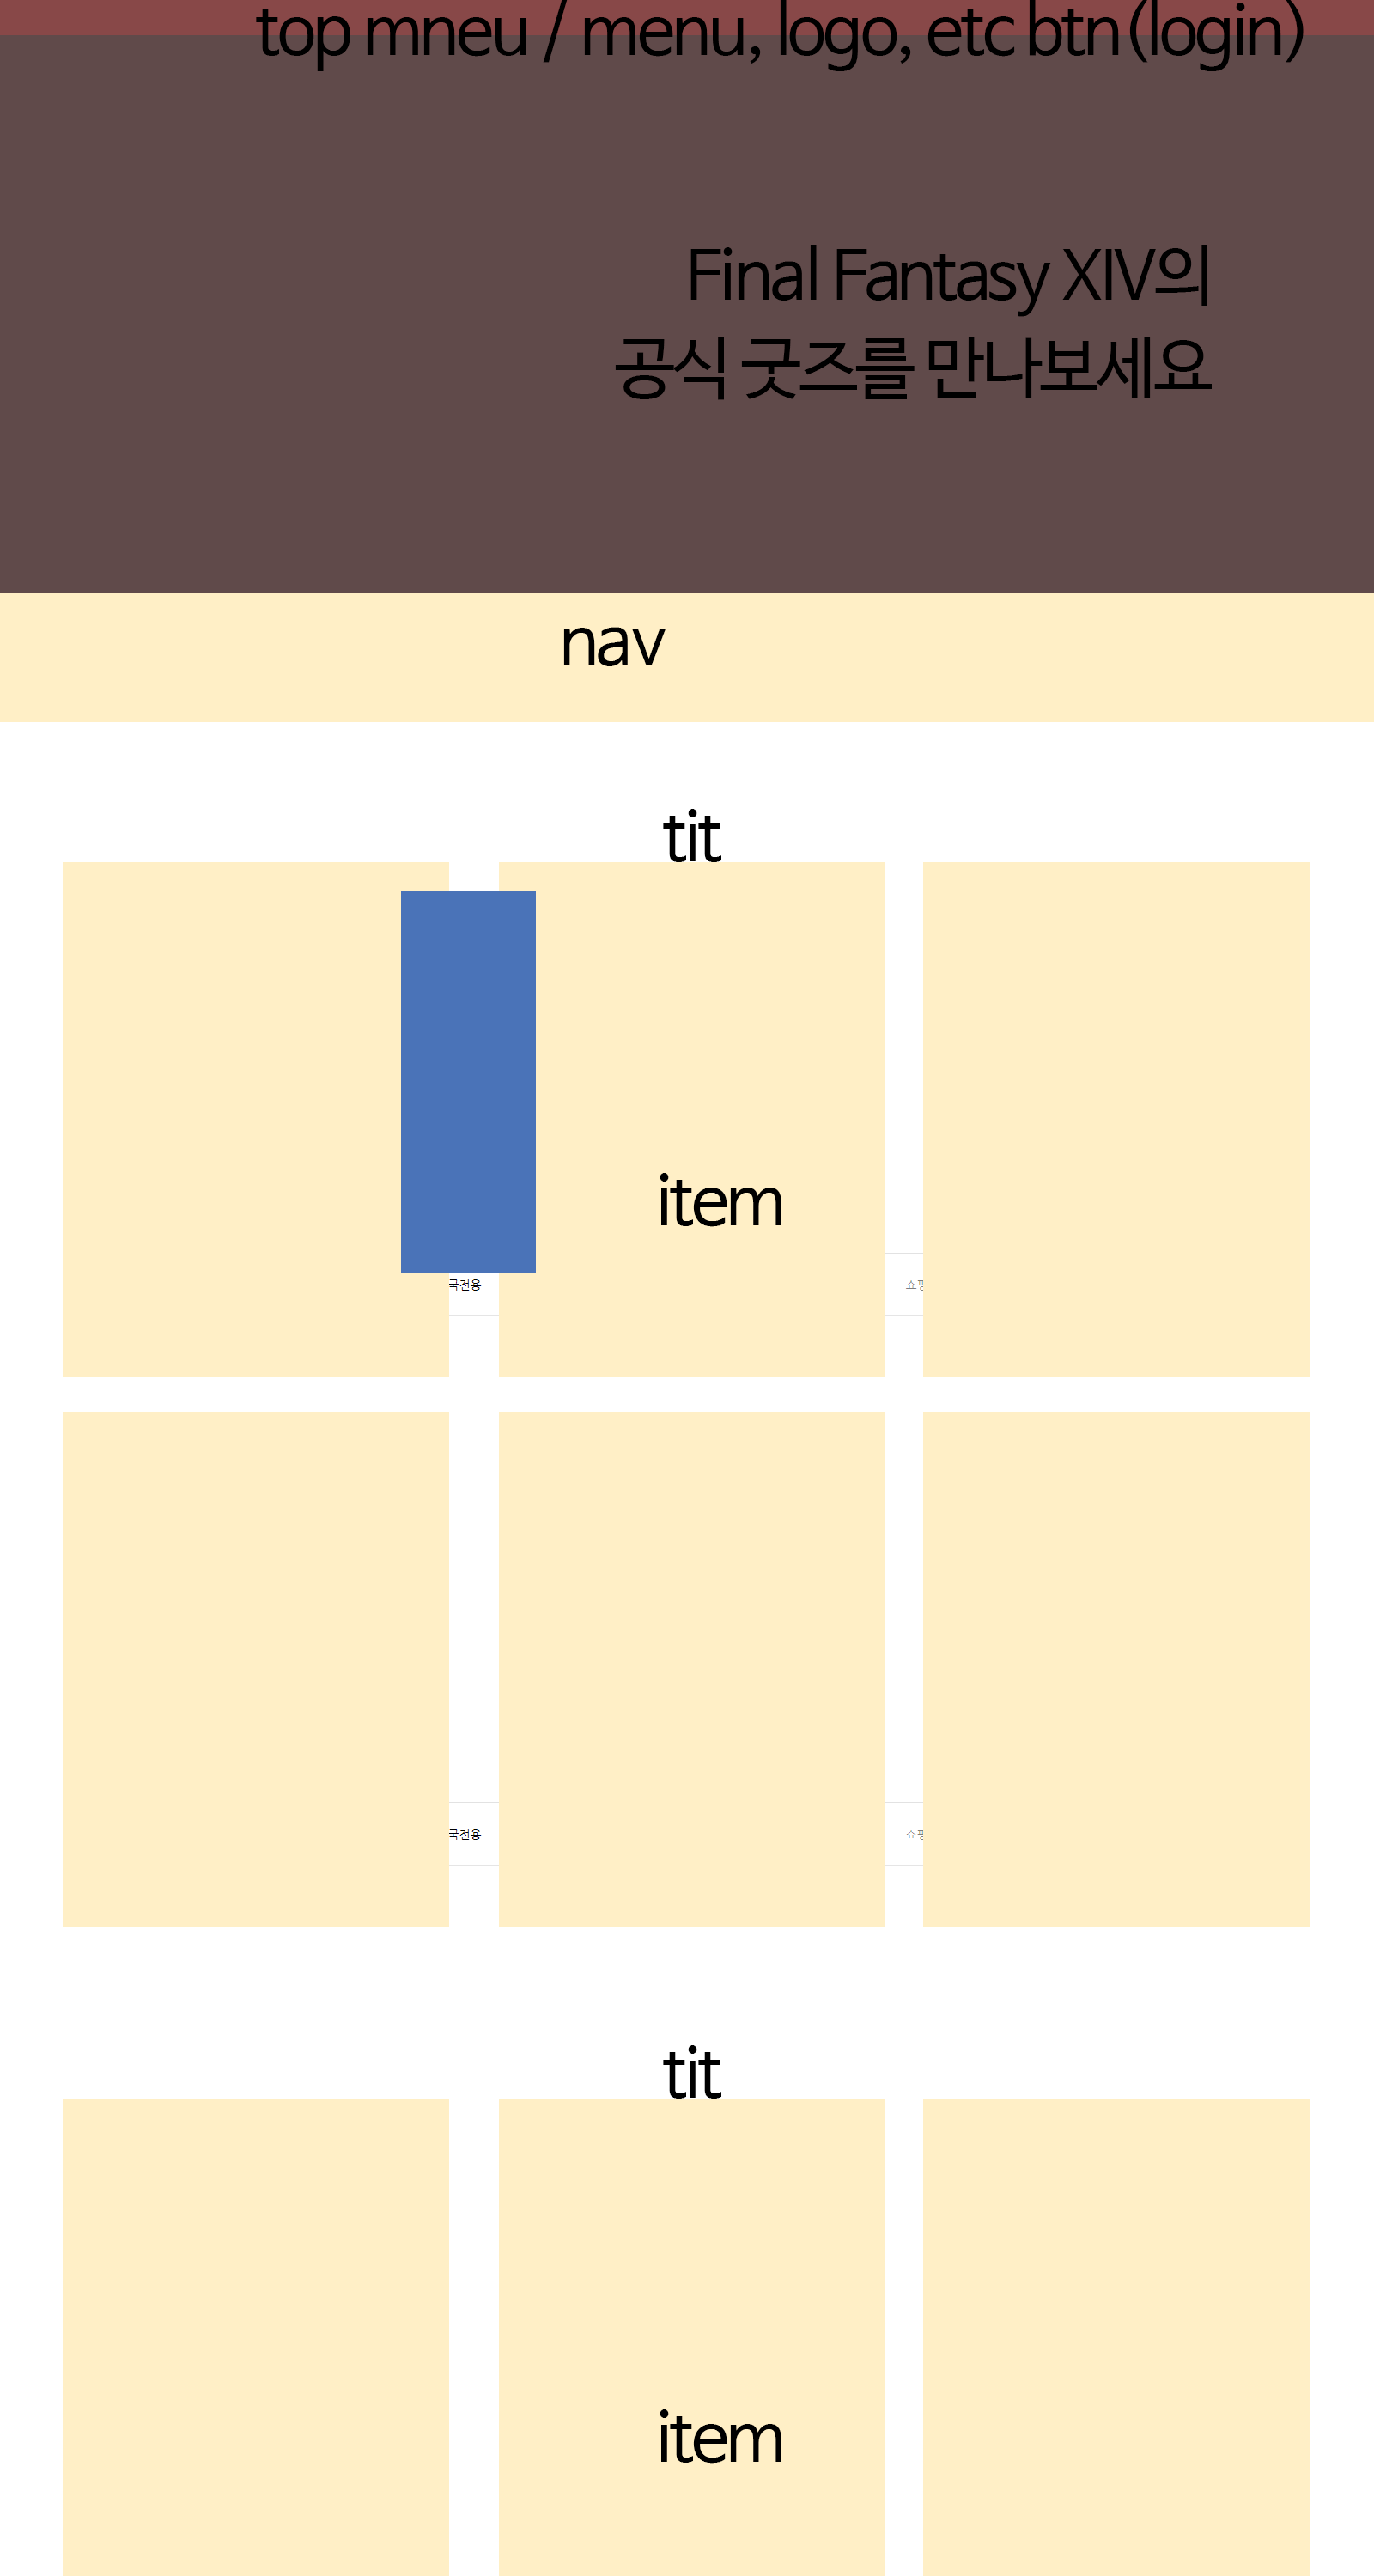 top mneu / menu, logo, etc btn(login)
Final Fantasy XIV의
공식 굿즈를 만나보세요
nav
tit
item
국전용
국전용
tit
item